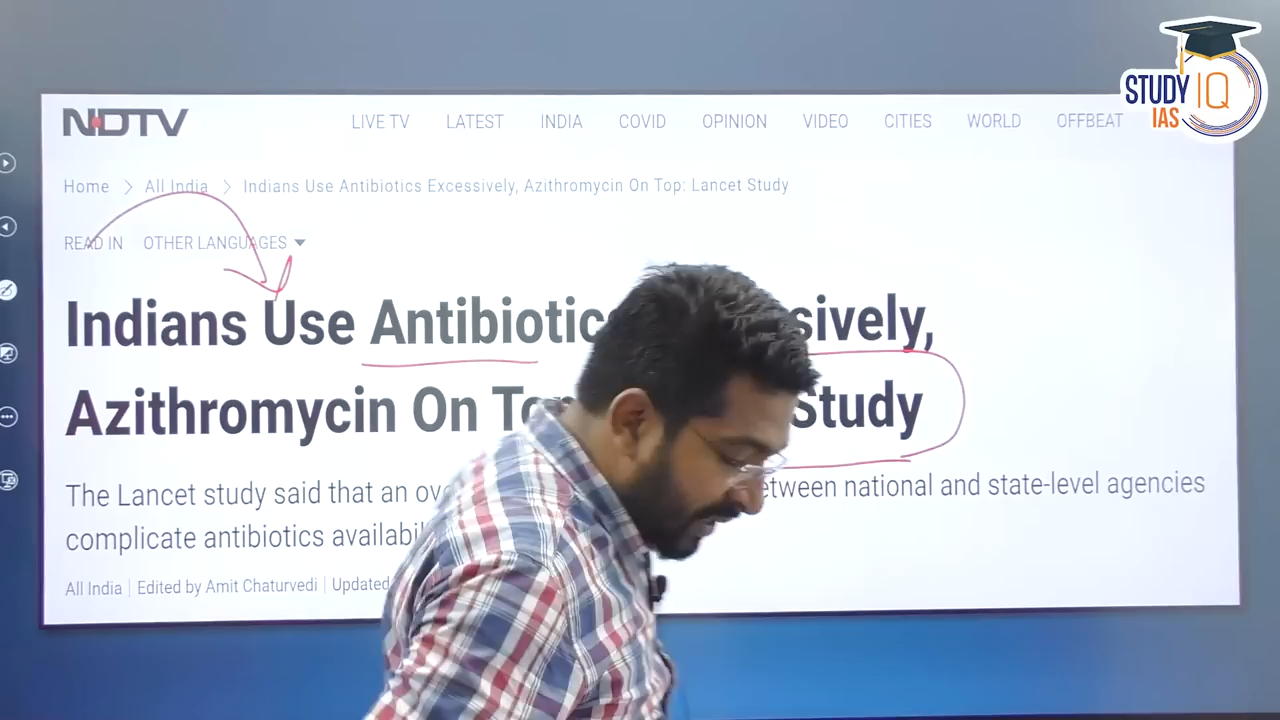 STUDY IQ
IAS
NDTV
LIVE TV LATEST INDIA COVID OPINION VIDEO CITIES WORLD OFFBEAT
Home > All India > Indians Use Antibiotics Excessively, Azithromycin On Top: Lancet Study
READ IN OTHER LANGUAGES
Indians Use Antibiotic sively,
Azithromycin On To Study
The Lancet study said that an ov etween national and state-level agencies
complicate antibiotics availabil
All India | Edited by Amit Chaturvedi | Updated